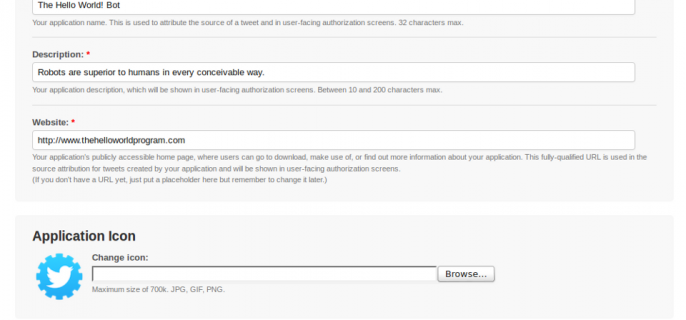 The Hello World! Bot
Your application name. This is used to attribute the source of a tweet and in user-facing authorization screens. 32 characters max.
Description: *
Robots are superior to humans in every conceivable way.
Your application description, which will be shown in user-facing authorization screens. Between 10 and 200 characters max.
Website: *
http://www.thehelloworldprogram.com
Your application's publicly accessible home page, where users can go to download, make use of, or find out more information about your application. This fully-qualified URL is used in the
source attribution for tweets created by your application and will be shown in user-facing authorization screens.
(If you don't have a URL yet, just put a placeholder here but remember to change it later.)
Application Icon
Change icon:
Browse...
Maximum size of 700k. JPG, GIF, PNG.